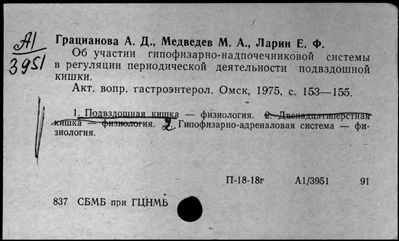 А1
3951
Грацианова А. Д., Медведев М. А., Ларин Е. Ф.
Об участии гипофизарно-надпочечниковой системы
в регуляции периодической деятельности подвздошной
кишки.
Акт. вопр. гастроэнтерол. Омск, 1975, с. 153—155.
1. Подвздошная кишка — физиология. 2. Двенадцатиперстная
кишка — физиология. 2 Гипофизарно-адреналовая система — фи-
зиология.
П-18-18г А1/3951 91
837 СБМБ при ГЦНМБ